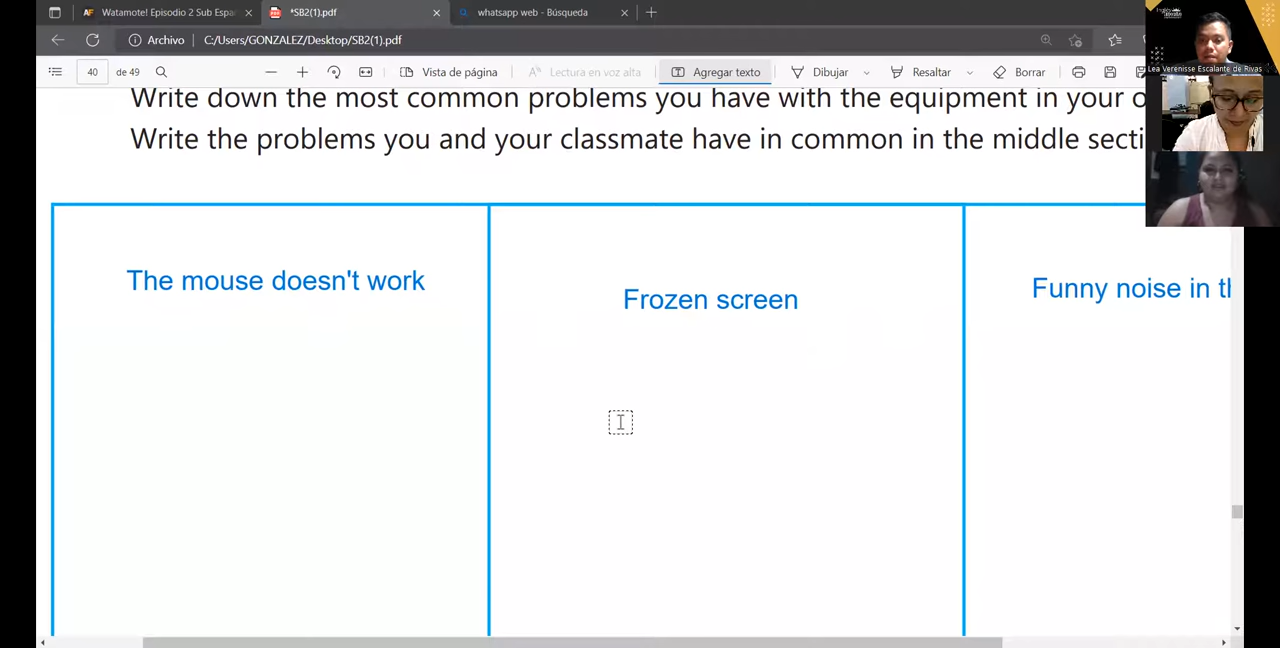 Watamote! Episodio 2 Sub Espa
*SB2(1).pdf
whatsapp web - Búsqueda
Archivo
C:/Users/GONZALEZ/Desktop/SB2(1).pdf
40 de 49
Vista de página
Lectura en voz alta
Agregar texto
Dibujar
Resaltar
Borrar
Lea Verenisse Escalante de Rivas
Write down the most common problems you have with the equipment in your o
Write the problems you and your classmate have in common in the middle secti
The mouse doesn't work
Frozen screen
Funny noise in th